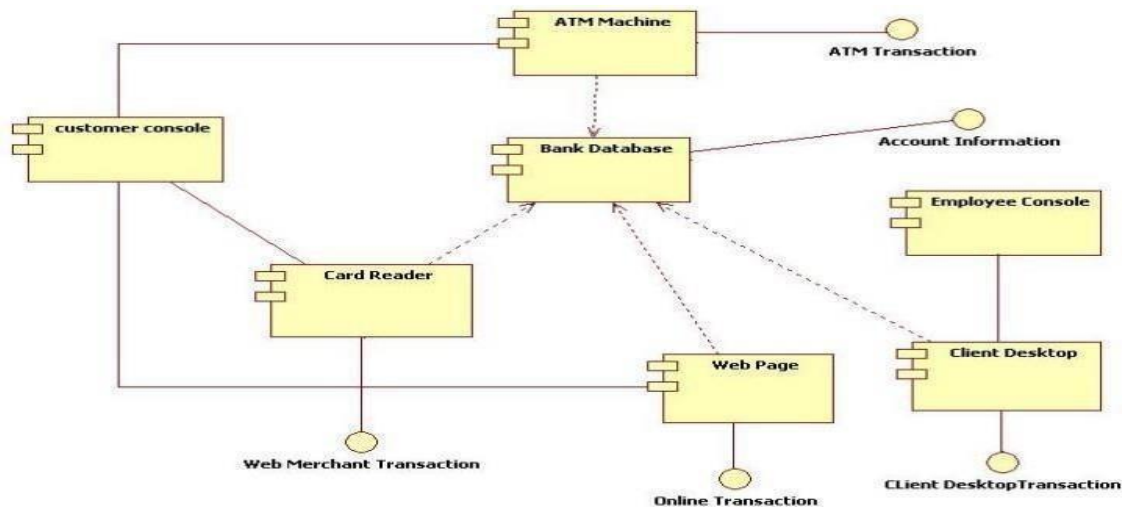 ATM Machine
ATM Transaction
customer console
Bank Database
Account Information
Employee Console
Card Reader
Client Desktop
Web Page
Web Merchant Transaction
CLient DesktopTransaction
Online Transaction